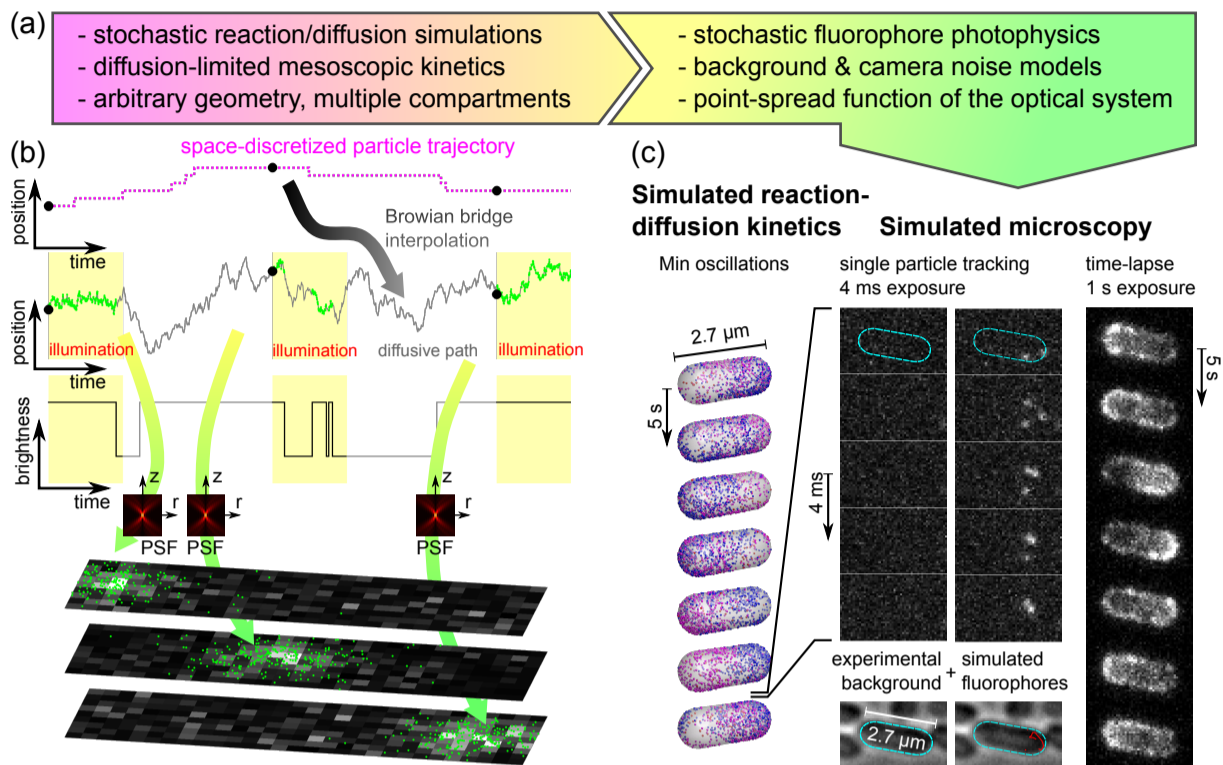 (a)
- stochastic reaction/diffusion simulations
- diffusion-limited mesoscopic kinetics
- arbitrary geometry, multiple compartments
- stochastic fluorophore photophysics
- background & camera noise models
- point-spread function of the optical system
(b)
space-discretized particle trajectory
position
time
Browian bridge
interpolation
position
illumination
illumination
diffusive path
illumination
time
brightness
time
z
r
PSF
z
r
PSF
z
r
PSF
(c)
Simulated reaction-
diffusion kinetics
Simulated microscopy
Min oscillations
single particle tracking
4 ms exposure
time-lapse
1 s exposure
2.7 µm
5 s
4 ms
5 s
experimental
background
+
simulated
fluorophores
2.7 µm